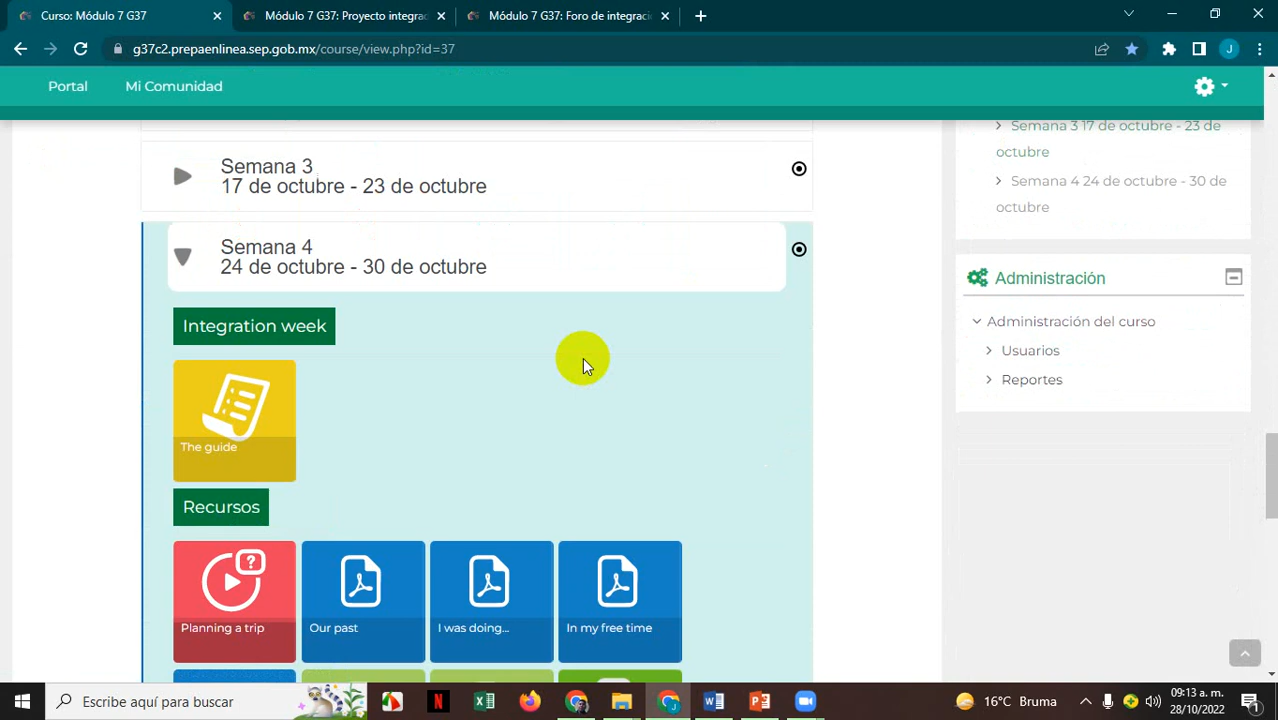 Curso: Módulo 7 G37
Módulo 7 G37: Proyecto integrad
Módulo 7 G37: Foro de integració
g37c2.prepaenlinea.sep.gob.mx/course/view.php?id=37
J
Portal
Mi Comunidad
Semana 3
17 de octubre - 23 de octubre
Semana 4
24 de octubre - 30 de octubre
Integration week
The guide
Recursos
?
Planning a trip
Our past
I was doing...
In my free time
Semana 3 17 de octubre - 23 de
octubre
Semana 4 24 de octubre - 30 de
octubre
Administración
Administración del curso
Usuarios
Reportes
Escribe aquí para buscar
16°C Bruma
09:13 a. m.
28/10/2022